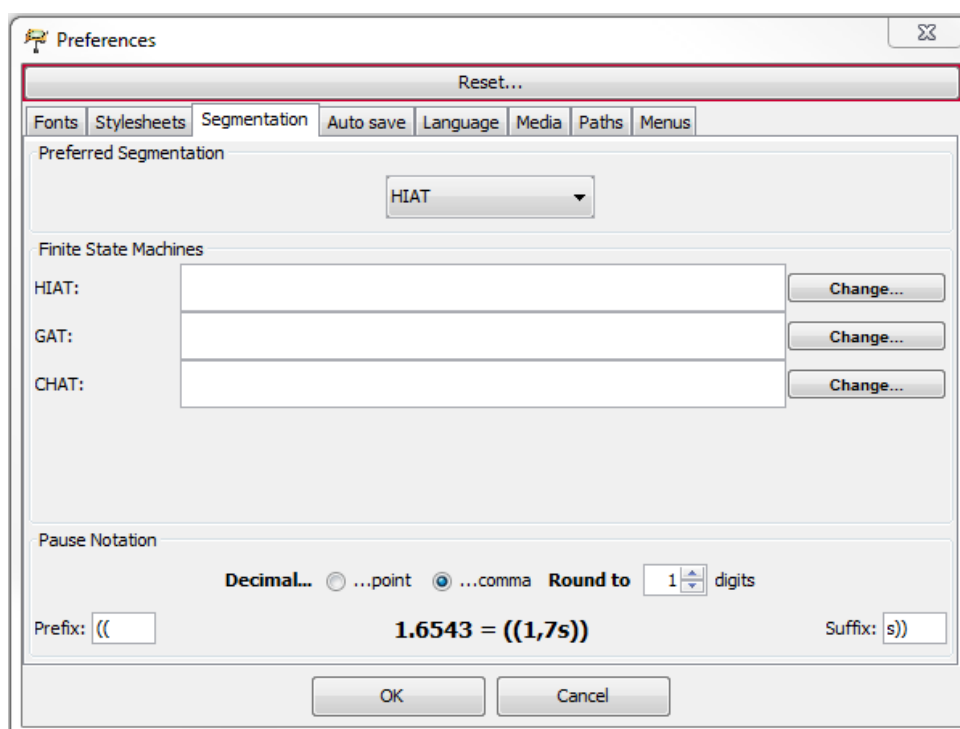 Preferences
Reset...
Fonts Stylesheets Segmentation Auto save Language Media Paths Menus
Preferred Segmentation
HIAT
Finite State Machines
HIAT: Change...
GAT: Change...
CHAT: Change...
Pause Notation
Decimal... ...point ...comma Round to 1 digits
Prefix: (( 1.6543 = ((1,7s)) Suffix: s))
OK Cancel